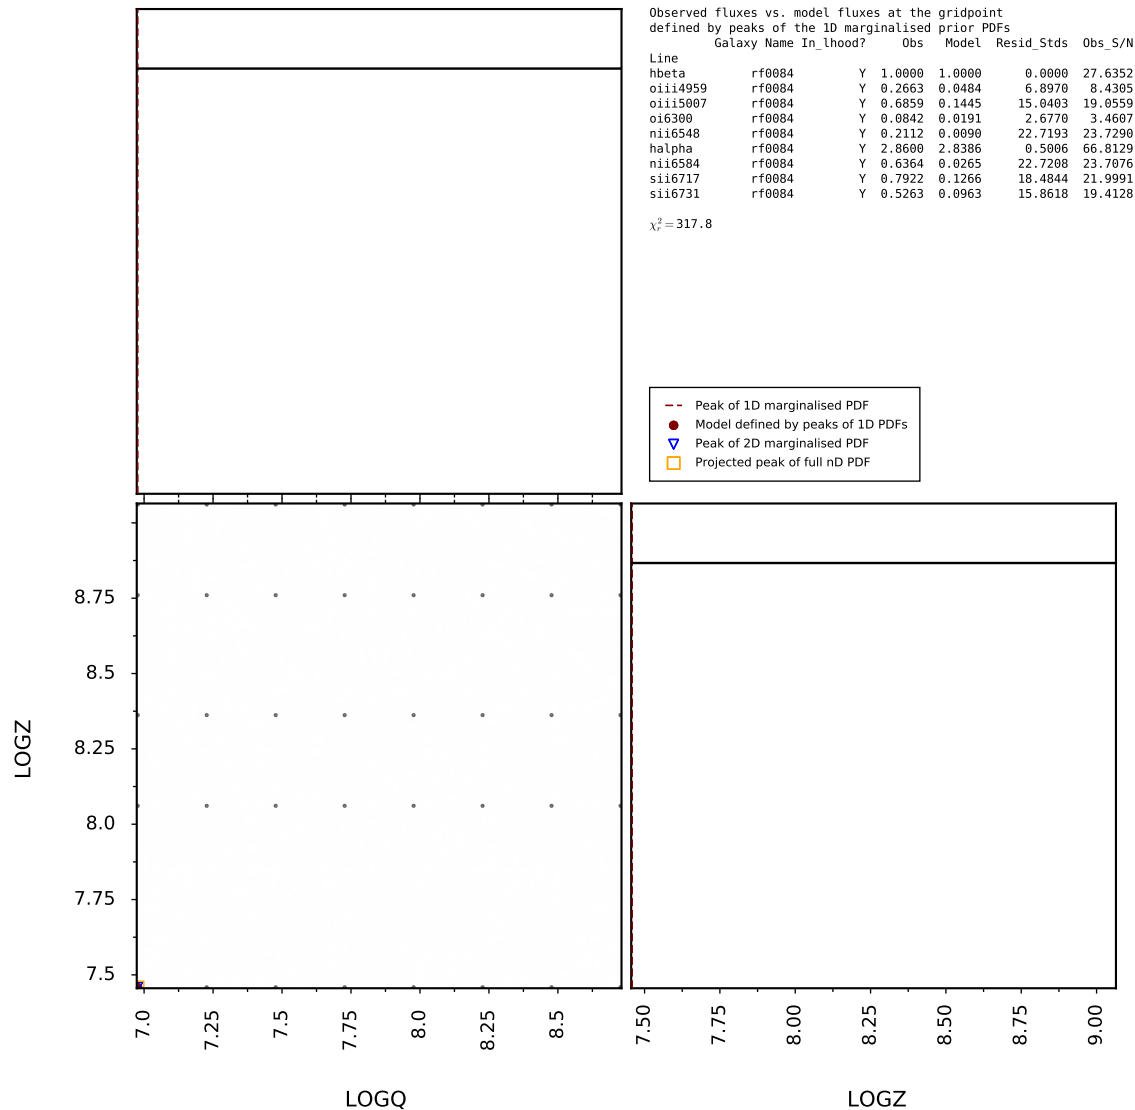 Observed fluxes vs. model fluxes at the gridpoint
defined by peaks of the 1D marginalised prior PDFs
Galaxy Name In_lhood? Obs Model Resid_Stds Obs_S/N
Line
hbeta rf0084 Y 1.0000 1.0000 0.0000 27.6352
oiii4959 rf0084 Y 0.2663 0.0484 6.8970 8.4305
oiii5007 rf0084 Y 0.6859 0.1445 15.0403 19.0559
oi6300 rf0084 Y 0.0842 0.0191 2.6770 3.4607
nii6548 rf0084 Y 0.2112 0.0090 22.7193 23.7290
halpha rf0084 Y 2.8600 2.8386 0.5006 66.8129
nii6584 rf0084 Y 0.6364 0.0265 22.7208 23.7076
sii6717 rf0084 Y 0.7922 0.1266 18.4844 21.9991
sii6731 rf0084 Y 0.5263 0.0963 15.8618 19.4128
χ²ᵣ = 317.8
Peak of 1D marginalised PDF
Model defined by peaks of 1D PDFs
Peak of 2D marginalised PDF
Projected peak of full nD PDF
LOGZ
8.75
8.5
8.25
8.0
7.75
7.5
7.0 7.25 7.5 7.75 8.0 8.25 8.5
LOGQ
7.50 7.75 8.00 8.25 8.50 8.75 9.00
LOGZ